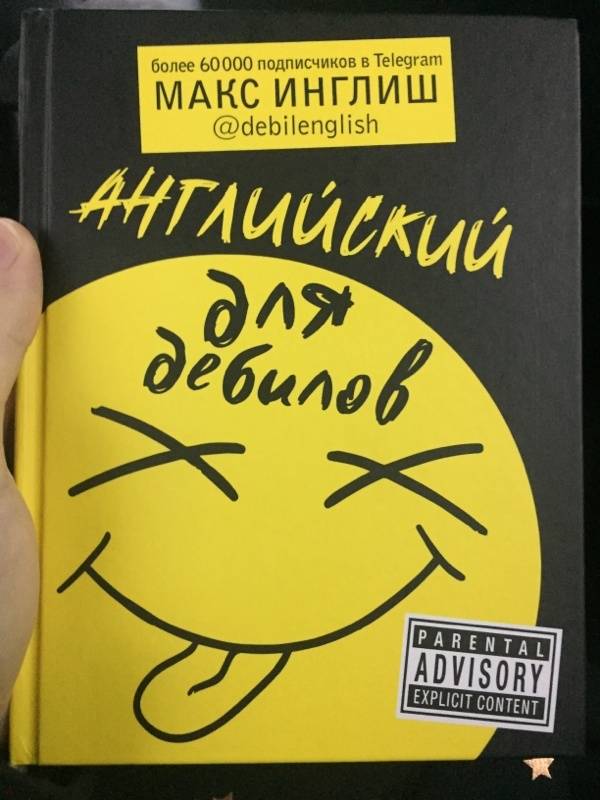 более 60 000 подписчиков в Telegram
МАКС ИНГЛИШ
@debilenglish
АНГЛИЙСКИЙ
для
дебилов
PARENTAL
ADVISORY
EXPLICIT CONTENT